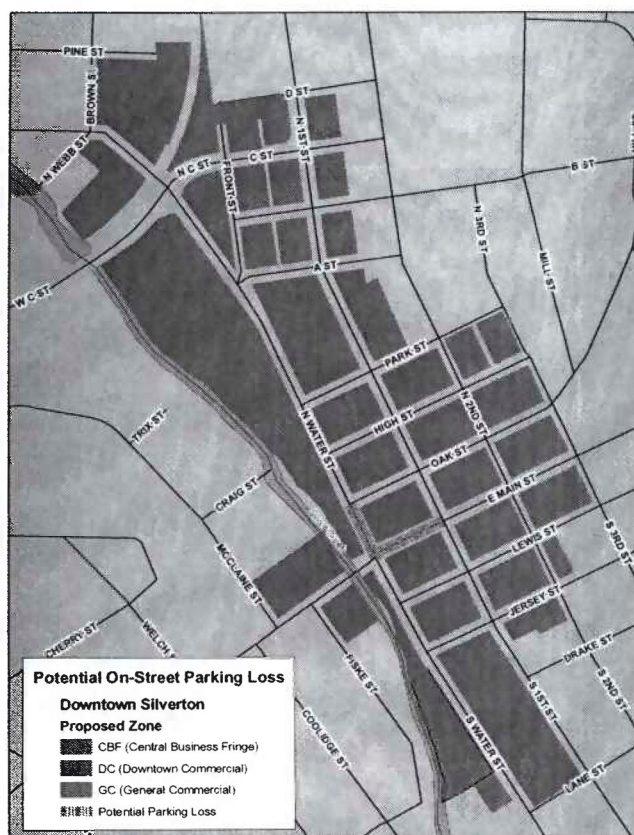 PINE ST
BROWN S
N WEBB ST
D ST
N 1ST ST
N C ST
C ST
FRONT ST
B ST
W C ST
A ST
N 3RD ST
MILL ST
PARK ST
HIGH ST
N 2ND ST
N WATER ST
OAK ST
E MAIN ST
TRIX ST
CRAIG ST
MCCLAINE ST
LEWIS ST
JERSEY ST
S 3RD ST
CHERRY ST
WELCH
FISKE ST
COOLIDGE ST
DRAKE ST
S 2ND ST
S 1ST ST
S WATER ST
LANE ST
Potential On-Street Parking Loss
Downtown Silverton
Proposed Zone
CBF (Central Business Fringe)
DC (Downtown Commercial)
GC (General Commercial)
Potential Parking Loss